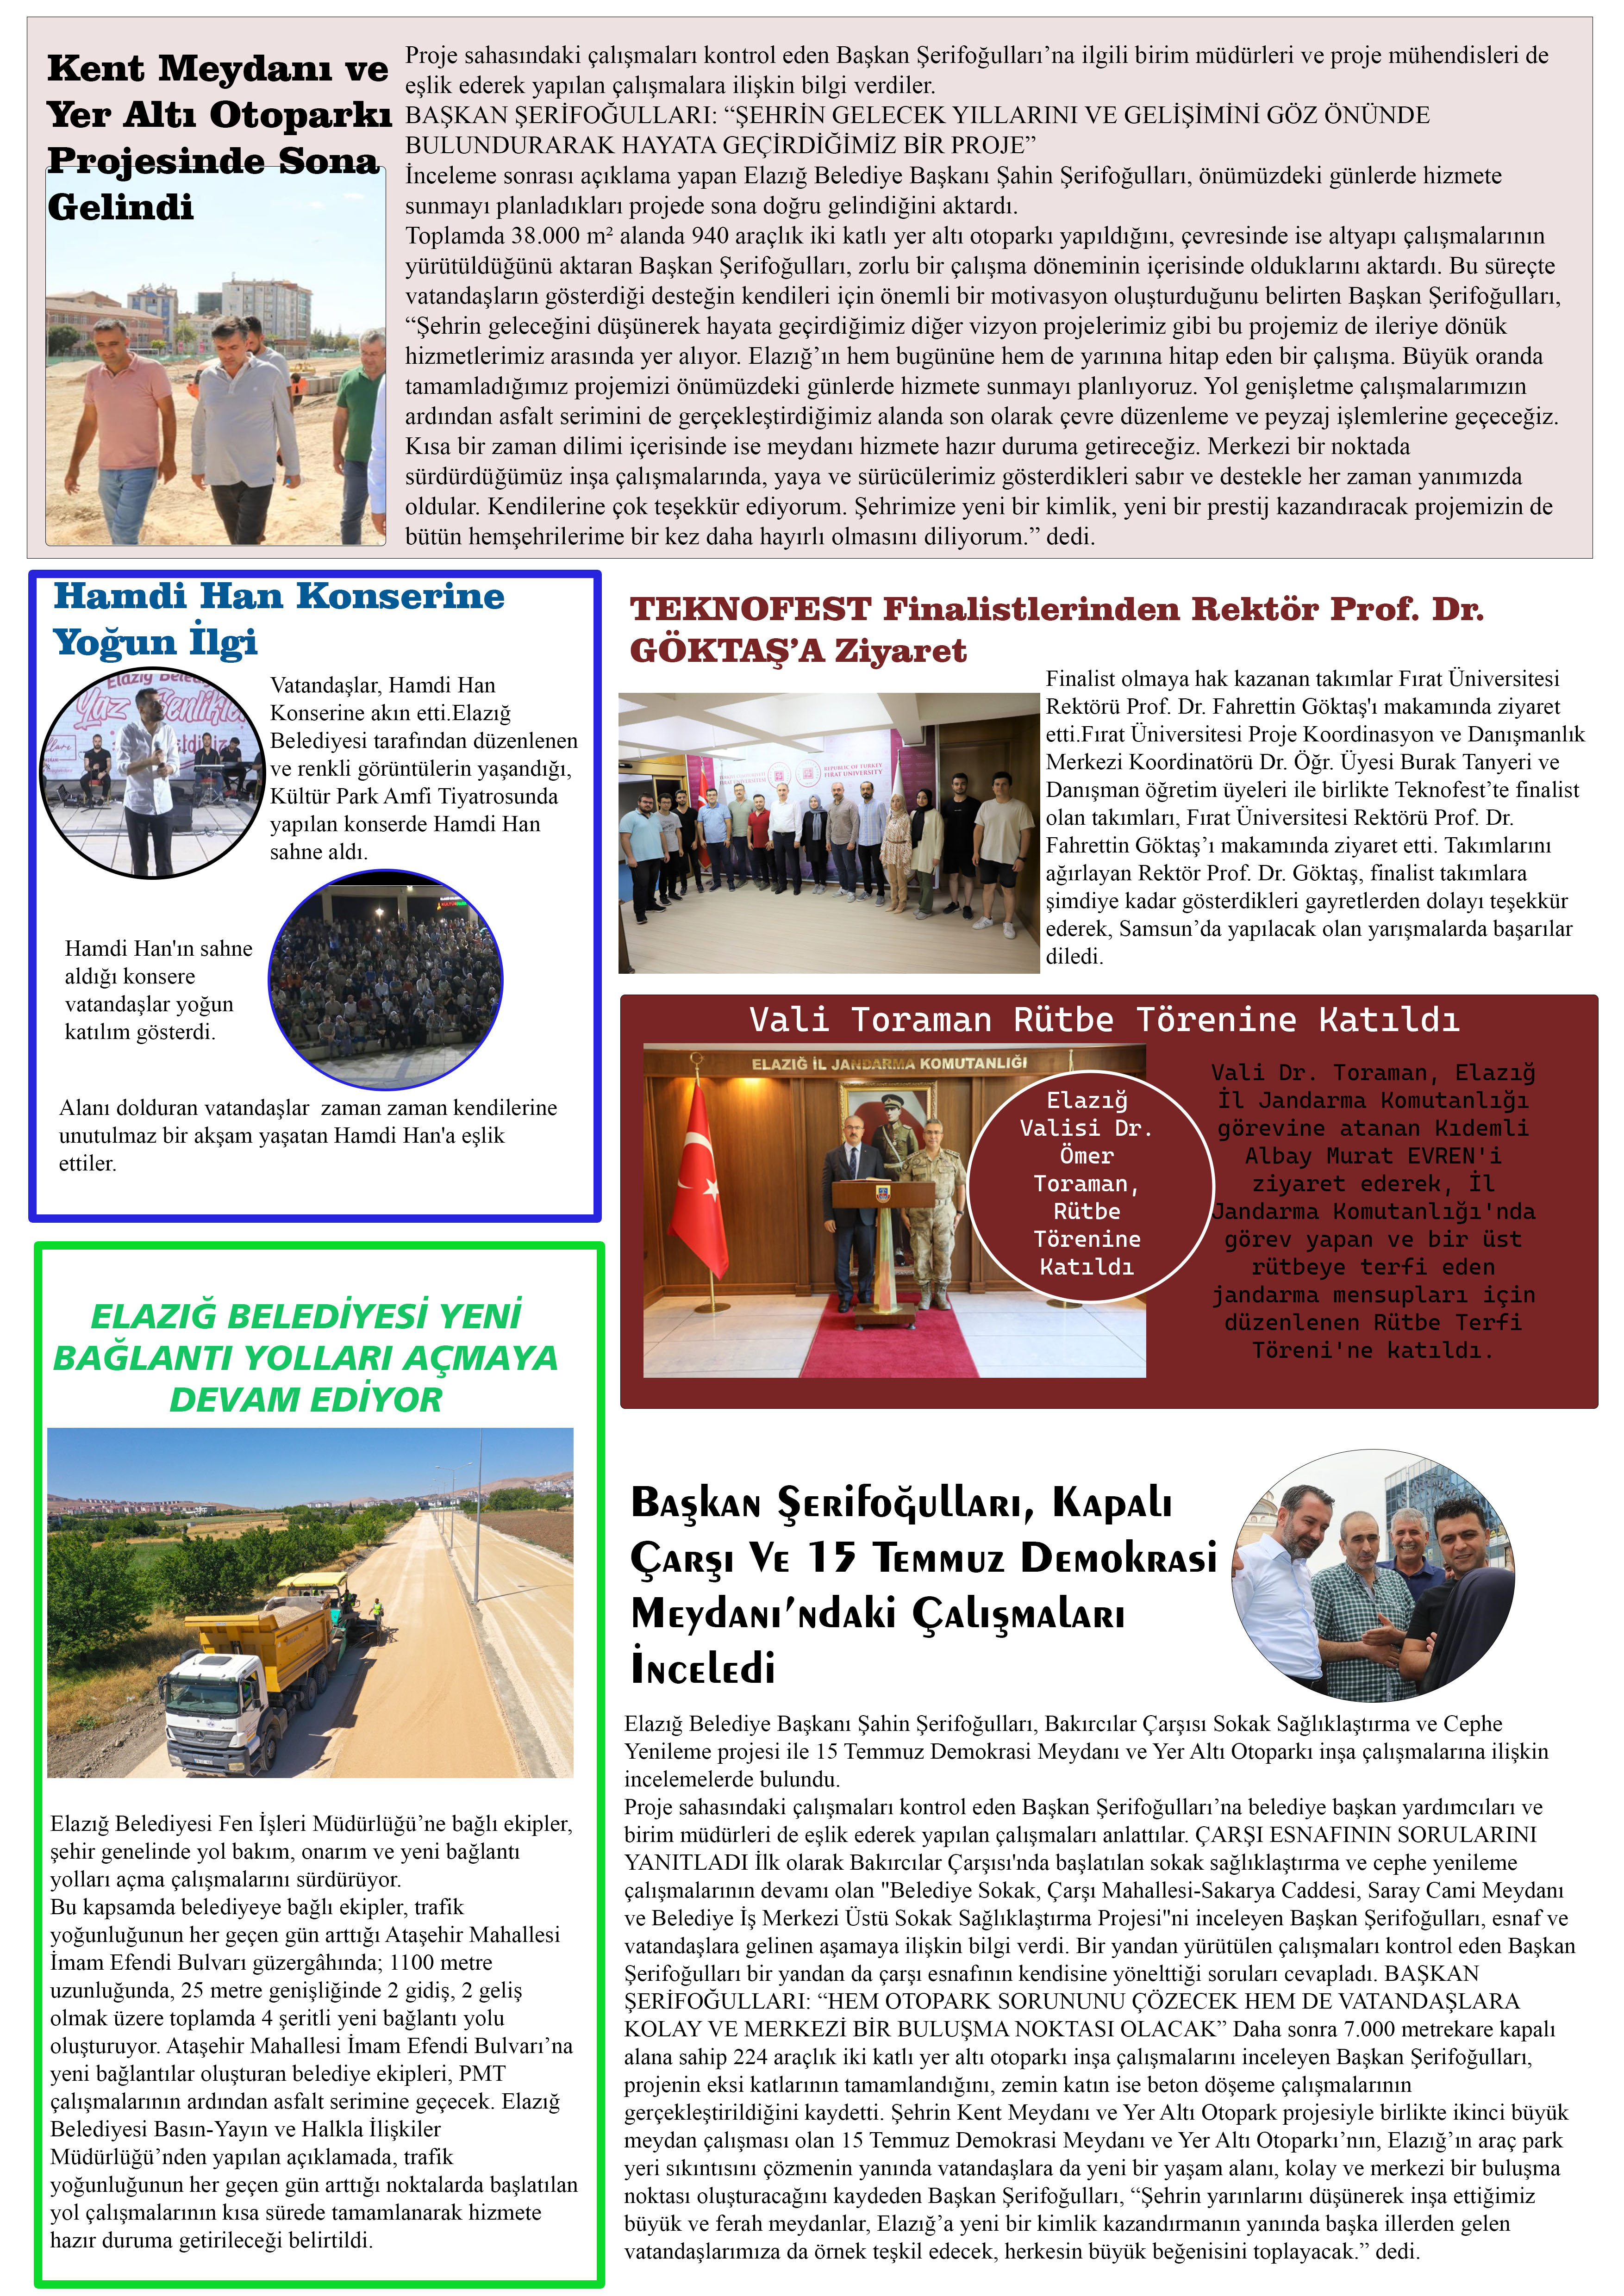 Kent Meydanı ve
Yer Altı Otoparkı
Projesinde Sona
Gelindi
Proje sahasındaki çalışmaları kontrol eden Başkan Şerifoğulları’na ilgili birim müdürleri ve proje mühendisleri de
eşlik ederek yapılan çalışmalara ilişkin bilgi verdiler.
BAŞKAN ŞERİFOĞULLARI: “ŞEHRİN GELECEK YILLARINI VE GELİŞİMİNİ GÖZ ÖNÜNDE
BULUNDURARAK HAYATA GEÇİRDİĞİMİZ BİR PROJE”
İnceleme sonrası açıklama yapan Elazığ Belediye Başkanı Şahin Şerifoğulları, önümüzdeki günlerde hizmete
sunmayı planladıkları projede sona doğru gelindiğini aktardı.
Toplamda 38.000 m² alanda 940 araçlık iki katlı yer altı otoparkı yapıldığını, çevresinde ise altyapı çalışmalarının
yürütüldüğünü aktaran Başkan Şerifoğulları, zorlu bir çalışma döneminin içerisinde olduklarını aktardı. Bu süreçte
vatandaşların gösterdiği desteğin kendileri için önemli bir motivasyon oluşturduğunu belirten Başkan Şerifoğulları,
“Şehrin geleceğini düşünerek hayata geçirdiğimiz diğer vizyon projelerimiz gibi bu projemiz de ileriye dönük
hizmetlerimiz arasında yer alıyor. Elazığ’ın hem bugününe hem de yarınına hitap eden bir çalışma. Büyük oranda
tamamladığımız projemizi önümüzdeki günlerde hizmete sunmayı planlıyoruz. Yol genişletme çalışmalarımızın
ardından asfalt serimini de gerçekleştirdiğimiz alanda son olarak çevre düzenleme ve peyzaj işlemlerine geçeceğiz.
Kısa bir zaman dilimi içerisinde ise meydanı hizmete hazır duruma getireceğiz. Merkezi bir noktada
sürdürdüğümüz inşa çalışmalarında, yaya ve sürücülerimiz gösterdikleri sabır ve destekle her zaman yanımızda
oldular. Kendilerine çok teşekkür ediyorum. Şehrimize yeni bir kimlik, yeni bir prestij kazandıracak projemizin de
bütün hemşehrilerime bir kez daha hayırlı olmasını diliyorum.” dedi.
Hamdi Han Konserine
Yoğun İlgi
Elazığ
Yaz Şenlikleri
Vatandaşlar, Hamdi Han
Konserine akın etti.Elazığ
Belediyesi tarafından düzenlenen
ve renkli görüntülerin yaşandığı,
Kültür Park Amfi Tiyatrosunda
yapılan konserde Hamdi Han
sahne aldı.
Hamdi Han'ın sahne
aldığı konsere
vatandaşlar yoğun
katılım gösterdi.
Alanı dolduran vatandaşlar  zaman zaman kendilerine
unutulmaz bir akşam yaşatan Hamdi Han'a eşlik
ettiler.
TEKNOFEST Finalistlerinden Rektör Prof. Dr.
GÖKTAŞ’A Ziyaret
REPUBLIC OF TURKEY
FIRAT UNIVERSITY
Finalist olmaya hak kazanan takımlar Fırat Üniversitesi
Rektörü Prof. Dr. Fahrettin Göktaş'ı makamında ziyaret
etti.Fırat Üniversitesi Proje Koordinasyon ve Danışmanlık
Merkezi Koordinatörü Dr. Öğr. Üyesi Burak Tanyeri ve
Danışman öğretim üyeleri ile birlikte Teknofest’te finalist
olan takımları, Fırat Üniversitesi Rektörü Prof. Dr.
Fahrettin Göktaş’ı makamında ziyaret etti. Takımlarını
ağırlayan Rektör Prof. Dr. Göktaş, finalist takımlara
şimdiye kadar gösterdikleri gayretlerden dolayı teşekkür
ederek, Samsun’da yapılacak olan yarışmalarda başarılar
diledi.
Vali Toraman Rütbe Törenine Katıldı
ELAZIĞ İL JANDARMA KOMUTANLIĞI
Elazığ
Valisi Dr.
Ömer
Toraman,
Rütbe
Törenine
Katıldı
Vali Dr. Toraman, Elazığ
İl Jandarma Komutanlığı
görevine atanan Kıdemli
Albay Murat EVREN'i
ziyaret ederek, İl
Jandarma Komutanlığı'nda
görev yapan ve bir üst
rütbeye terfi eden
jandarma mensupları için
düzenlenen Rütbe Terfi
Töreni'ne katıldı.
ELAZIĞ BELEDİYESİ YENİ
BAĞLANTI YOLLARI AÇMAYA
DEVAM EDİYOR
Elazığ Belediyesi Fen İşleri Müdürlüğü’ne bağlı ekipler,
şehir genelinde yol bakım, onarım ve yeni bağlantı
yolları açma çalışmalarını sürdürüyor.
Bu kapsamda belediyeye bağlı ekipler, trafik
yoğunluğunun her geçen gün arttığı Ataşehir Mahallesi
İmam Efendi Bulvarı güzergâhında; 1100 metre
uzunluğunda, 25 metre genişliğinde 2 gidiş, 2 geliş
olmak üzere toplamda 4 şeritli yeni bağlantı yolu
oluşturuyor. Ataşehir Mahallesi İmam Efendi Bulvarı’na
yeni bağlantılar oluşturan belediye ekipleri, PMT
çalışmalarının ardından asfalt serimine geçecek. Elazığ
Belediyesi Basın-Yayın ve Halkla İlişkiler
Müdürlüğü’nden yapılan açıklamada, trafik
yoğunluğunun her geçen gün arttığı noktalarda başlatılan
yol çalışmalarının kısa sürede tamamlanarak hizmete
hazır duruma getirileceği belirtildi.
Başkan Şerifoğulları, Kapalı
Çarşı Ve 15 Temmuz Demokrasi
Meydanı’ndaki Çalışmaları
İnceledi
Elazığ Belediye Başkanı Şahin Şerifoğulları, Bakırcılar Çarşısı Sokak Sağlıklaştırma ve Cephe
Yenileme projesi ile 15 Temmuz Demokrasi Meydanı ve Yer Altı Otoparkı inşa çalışmalarına ilişkin
incelemelerde bulundu.
Proje sahasındaki çalışmaları kontrol eden Başkan Şerifoğulları’na belediye başkan yardımcıları ve
birim müdürleri de eşlik ederek yapılan çalışmaları anlattılar. ÇARŞI ESNAFININ SORULARINI
YANITLADI İlk olarak Bakırcılar Çarşısı'nda başlatılan sokak sağlıklaştırma ve cephe yenileme
çalışmalarının devamı olan "Belediye Sokak, Çarşı Mahallesi-Sakarya Caddesi, Saray Cami Meydanı
ve Belediye İş Merkezi Üstü Sokak Sağlıklaştırma Projesi"ni inceleyen Başkan Şerifoğulları, esnaf ve
vatandaşlara gelinen aşamaya ilişkin bilgi verdi. Bir yandan yürütülen çalışmaları kontrol eden Başkan
Şerifoğulları bir yandan da çarşı esnafının kendisine yönelttiği soruları cevapladı. BAŞKAN
ŞERİFOĞULLARI: “HEM OTOPARK SORUNUNU ÇÖZECEK HEM DE VATANDAŞLARA
KOLAY VE MERKEZİ BİR BULUŞMA NOKTASI OLACAK” Daha sonra 7.000 metrekare kapalı
alana sahip 224 araçlık iki katlı yer altı otoparkı inşa çalışmalarını inceleyen Başkan Şerifoğulları,
projenin eksi katlarının tamamlandığını, zemin katın ise beton döşeme çalışmalarının
gerçekleştirildiğini kaydetti. Şehrin Kent Meydanı ve Yer Altı Otopark projesiyle birlikte ikinci büyük
meydan çalışması olan 15 Temmuz Demokrasi Meydanı ve Yer Altı Otoparkı’nın, Elazığ’ın araç park
yeri sıkıntısını çözmenin yanında vatandaşlara da yeni bir yaşam alanı, kolay ve merkezi bir buluşma
noktası oluşturacağını kaydeden Başkan Şerifoğulları, “Şehrin yarınlarını düşünerek inşa ettiğimiz
büyük ve ferah meydanlar, Elazığ’a yeni bir kimlik kazandırmanın yanında başka illerden gelen
vatandaşlarımıza da örnek teşkil edecek, herkesin büyük beğenisini toplayacak.” dedi.